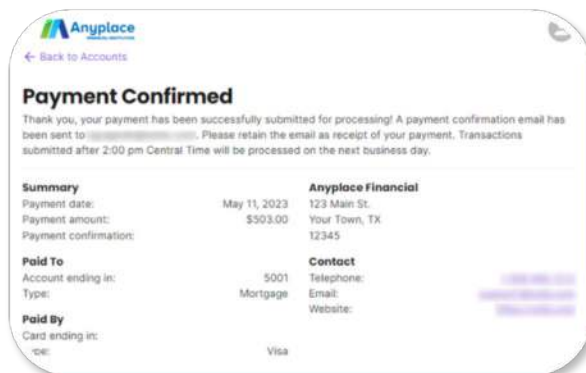 Anyplace
FINANCIAL INSTITUTION
← Back to Accounts
Payment Confirmed
Thank you, your payment has been successfully submitted for processing! A payment confirmation email has
been sent to . Please retain the email as receipt of your payment. Transactions
submitted after 2:00 pm Central Time will be processed on the next business day.
Summary
Payment date: May 11, 2023
Payment amount: $503.00
Payment confirmation:
Anyplace Financial
123 Main St.
Your Town, TX
12345
Paid To
Account ending in: 5001
Type: Mortgage
Contact
Telephone:
Email:
Website:
Paid By
Card ending in:
Visa